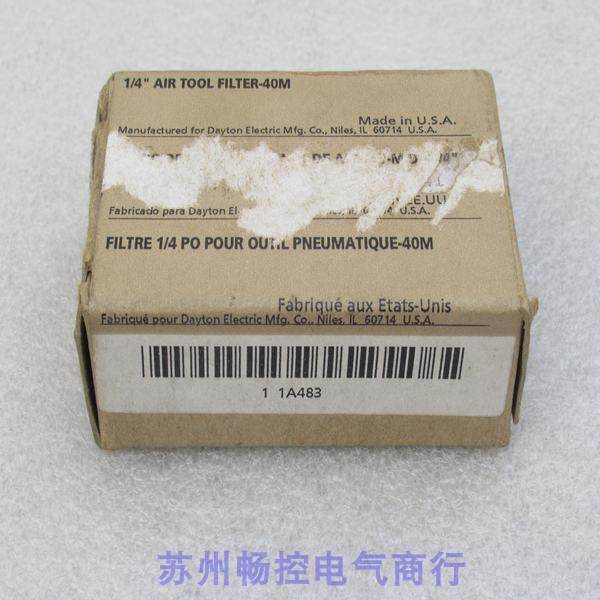 1/4" AIR TOOL FILTER-40M
Made in U.S.A.
Manufactured for Dayton Electric Mfg. Co., Niles, IL 60714 U.S.A.
EE.UU
Fabricado para Dayton U.S.A.
FILTRE 1/4 PO POUR OUTIL PNEUMATIQUE-40M
Fabriqué aux Etats-Unis
Fabriqué pour Dayton Electric Mfg. Co., Niles, IL 60714 U.S.A.
1 1A483
苏州畅控电气商行